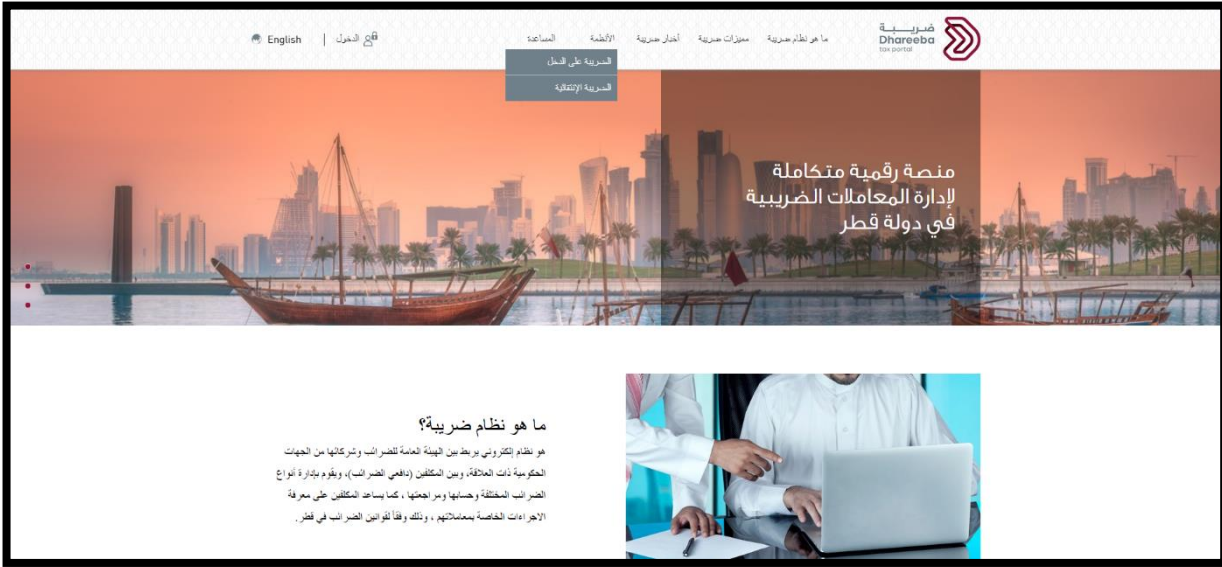 ضريبة
Dhareeba
tax portal
ما هو نظام ضريبة
مميزات ضريبة
أخبار ضريبة
الأنظمة
المساعدة
الدخول
English
الضريبة على الدخل
الضريبة الإنتقائية
منصة رقمية متكاملة
لإدارة المعاملات الضريبية
في دولة قطر
ما هو نظام ضريبة؟
هو نظام إلكتروني يربط بين الهيئة العامة للضرائب وشركائها من الجهات
الحكومية ذات العلاقة، وبين المكلفين (دافعي الضرائب)، ويقوم بإدارة أنواع
الضرائب المختلفة وحسابها ومراجعتها ، كما يساعد المكلفين على معرفة
الاجراءات الخاصة بمعاملاتهم ، وذلك وفقاً لقوانين الضرائب في قطر.